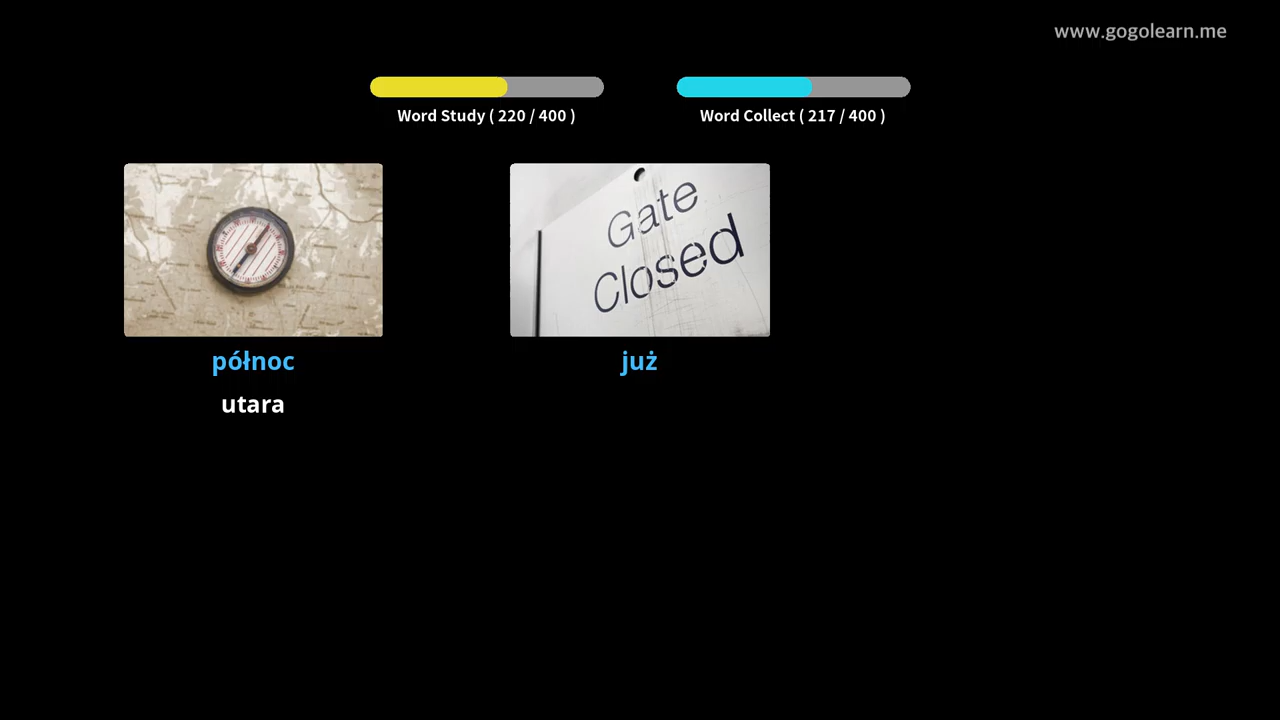 www.gogolearn.me
Word Study ( 220 / 400 )
Word Collect ( 217 / 400 )
Gate
Closed
północ
już
utara